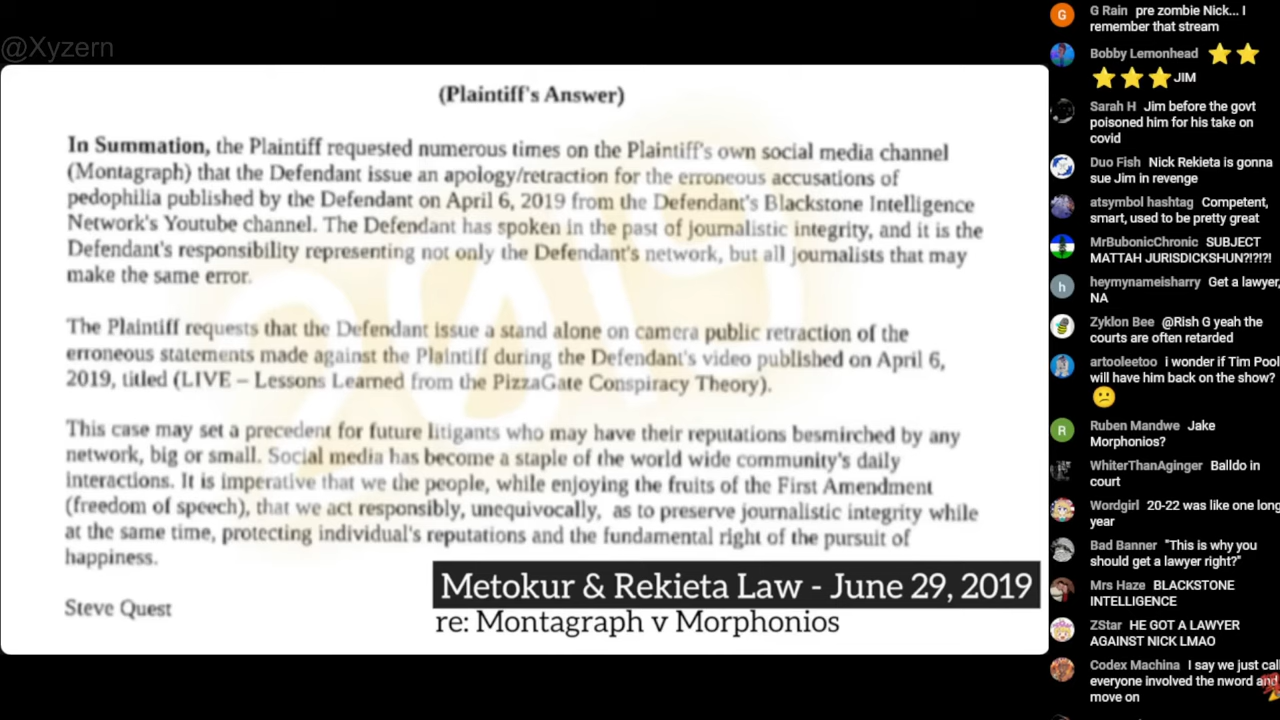 @Xyzern
(Plaintiff's Answer)
In Summation, the Plaintiff requested numerous times on the Plaintiff's own social media channel
(Montagraph) that the Defendant issue an apology/retraction for the erroneous accusations of
pedophilia published by the Defendant on April 6, 2019 from the Defendant's Blackstone Intelligence
Network's Youtube channel. The Defendant has spoken in the past of journalistic integrity, and it is the
Defendant's responsibility representing not only the Defendant's network, but all journalists that may
make the same error.
The Plaintiff requests that the Defendant issue a stand alone on camera public retraction of the
erroneous statements made against the Plaintiff during the Defendant's video published on April 6,
2019, titled (LIVE – Lessons Learned from the PizzaGate Conspiracy Theory).
This case may set a precedent for future litigants who may have their reputations besmirched by any
network, big or small. Social media has become a staple of the world wide community's daily
interactions. It is imperative that we the people, while enjoying the fruits of the First Amendment
(freedom of speech), that we act responsibly, unequivocally, as to preserve journalistic integrity while
at the same time, protecting individual's reputations and the fundamental right of the pursuit of
happiness.
Steve Quest
Metokur & Rekieta Law - June 29, 2019
re: Montagraph v Morphonios
G Rain pre zombie Nick... I
remember that stream
Bobby Lemonhead
JIM
Sarah H Jim before the govt
poisoned him for his take on
covid
Duo Fish Nick Rekieta is gonna
sue Jim in revenge
atsymbol hashtag Competent,
smart, used to be pretty great
MrBubonicChronic SUBJECT
MATTAH JURISDICKSHUN?!?!?!
heymynameisharry Get a lawyer,
NA
Zyklon Bee @Rish G yeah the
courts are often retarded
artooleetoo i wonder if Tim Pool
will have him back on the show?
Ruben Mandwe Jake
Morphonios?
WhiterThanAginger Balldo in
court
Wordgirl 20-22 was like one long
year
Bad Banner "This is why you
should get a lawyer right?"
Mrs Haze BLACKSTONE
INTELLIGENCE
ZStar HE GOT A LAWYER
AGAINST NICK LMAO
Codex Machina I say we just call
everyone involved the nword and
move on